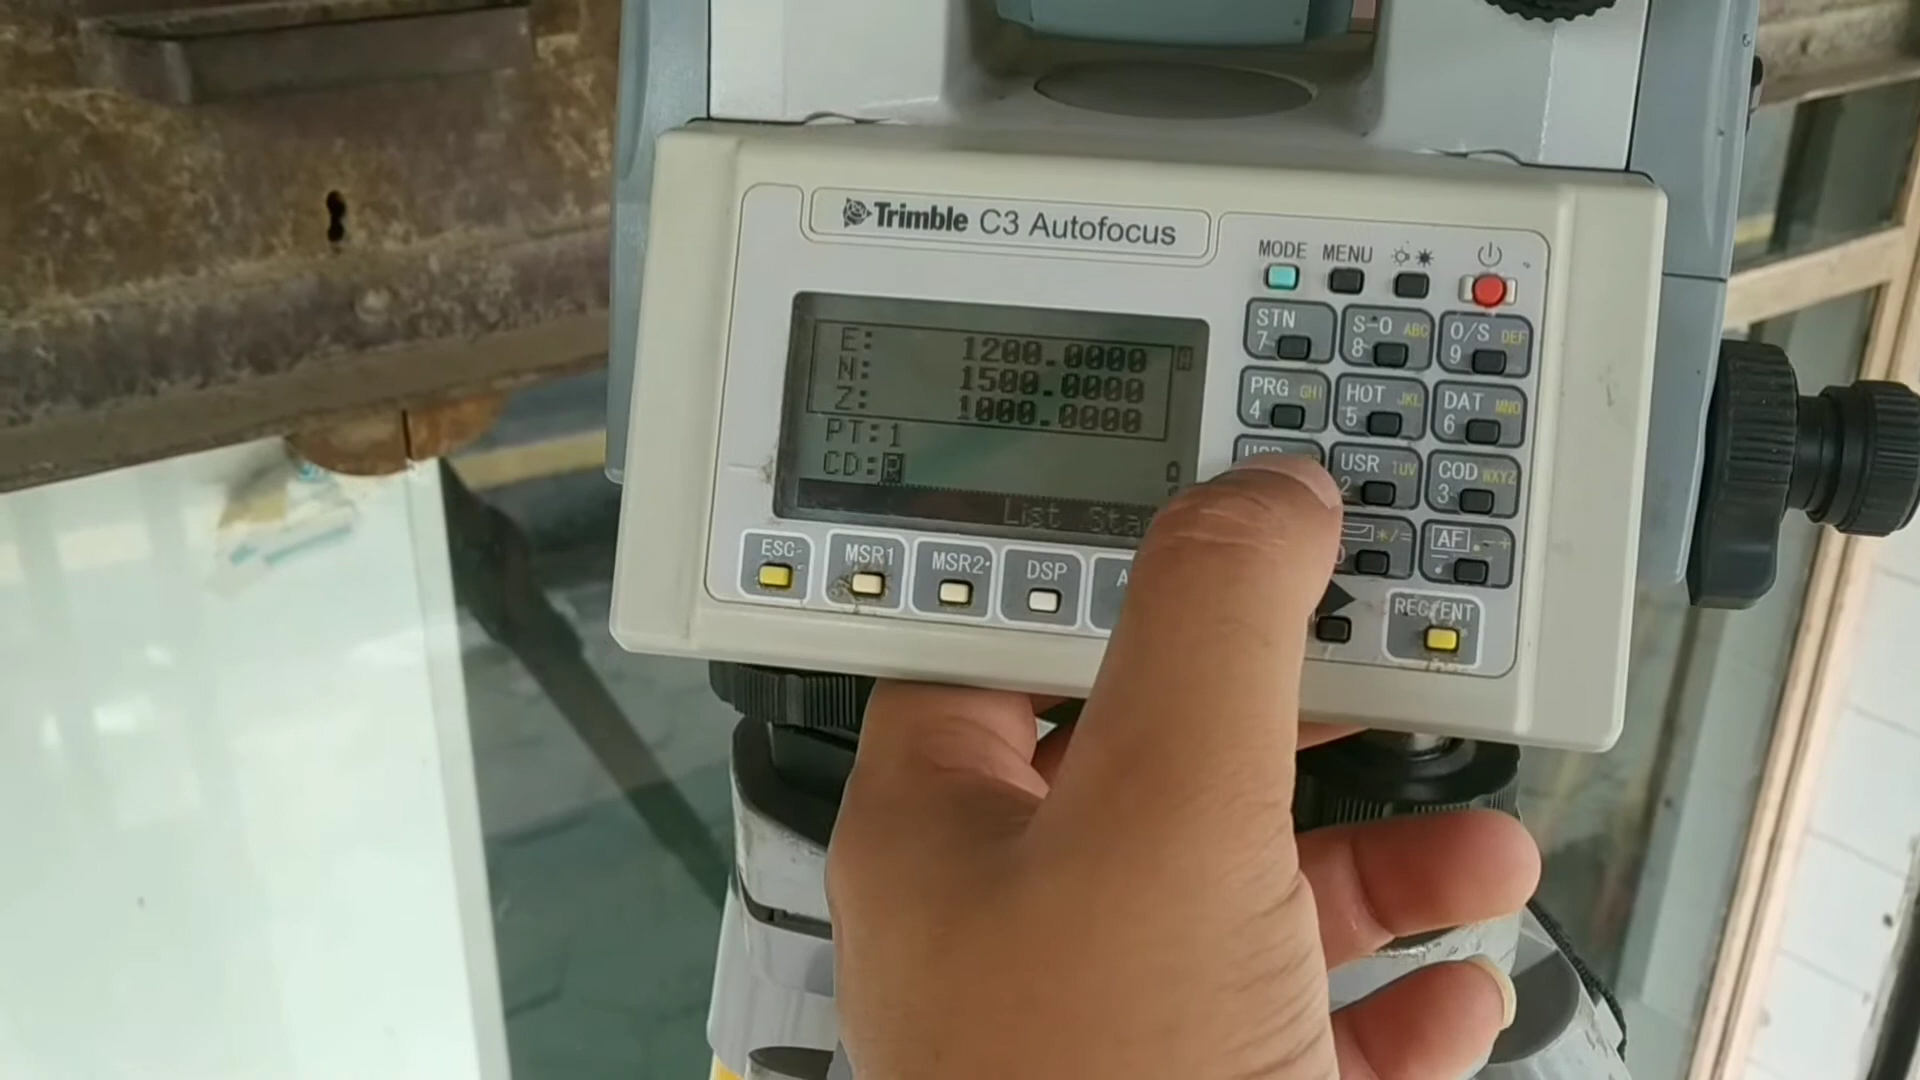 Trimble C3 Autofocus
E: 1200.0000
N: 1500.0000
Z: 1000.0000
PT:1
CD:P
List Sta
MODE MENU
STN 7
S-O ABC 8
O/S DEF 9
PRG GHI 4
HOT JKL 5
DAT MNO 6
USR TUV 2
COD WXYZ 3
*/=
AF .-+
ESC
MSR1
MSR2
DSP
A
REC/ENT